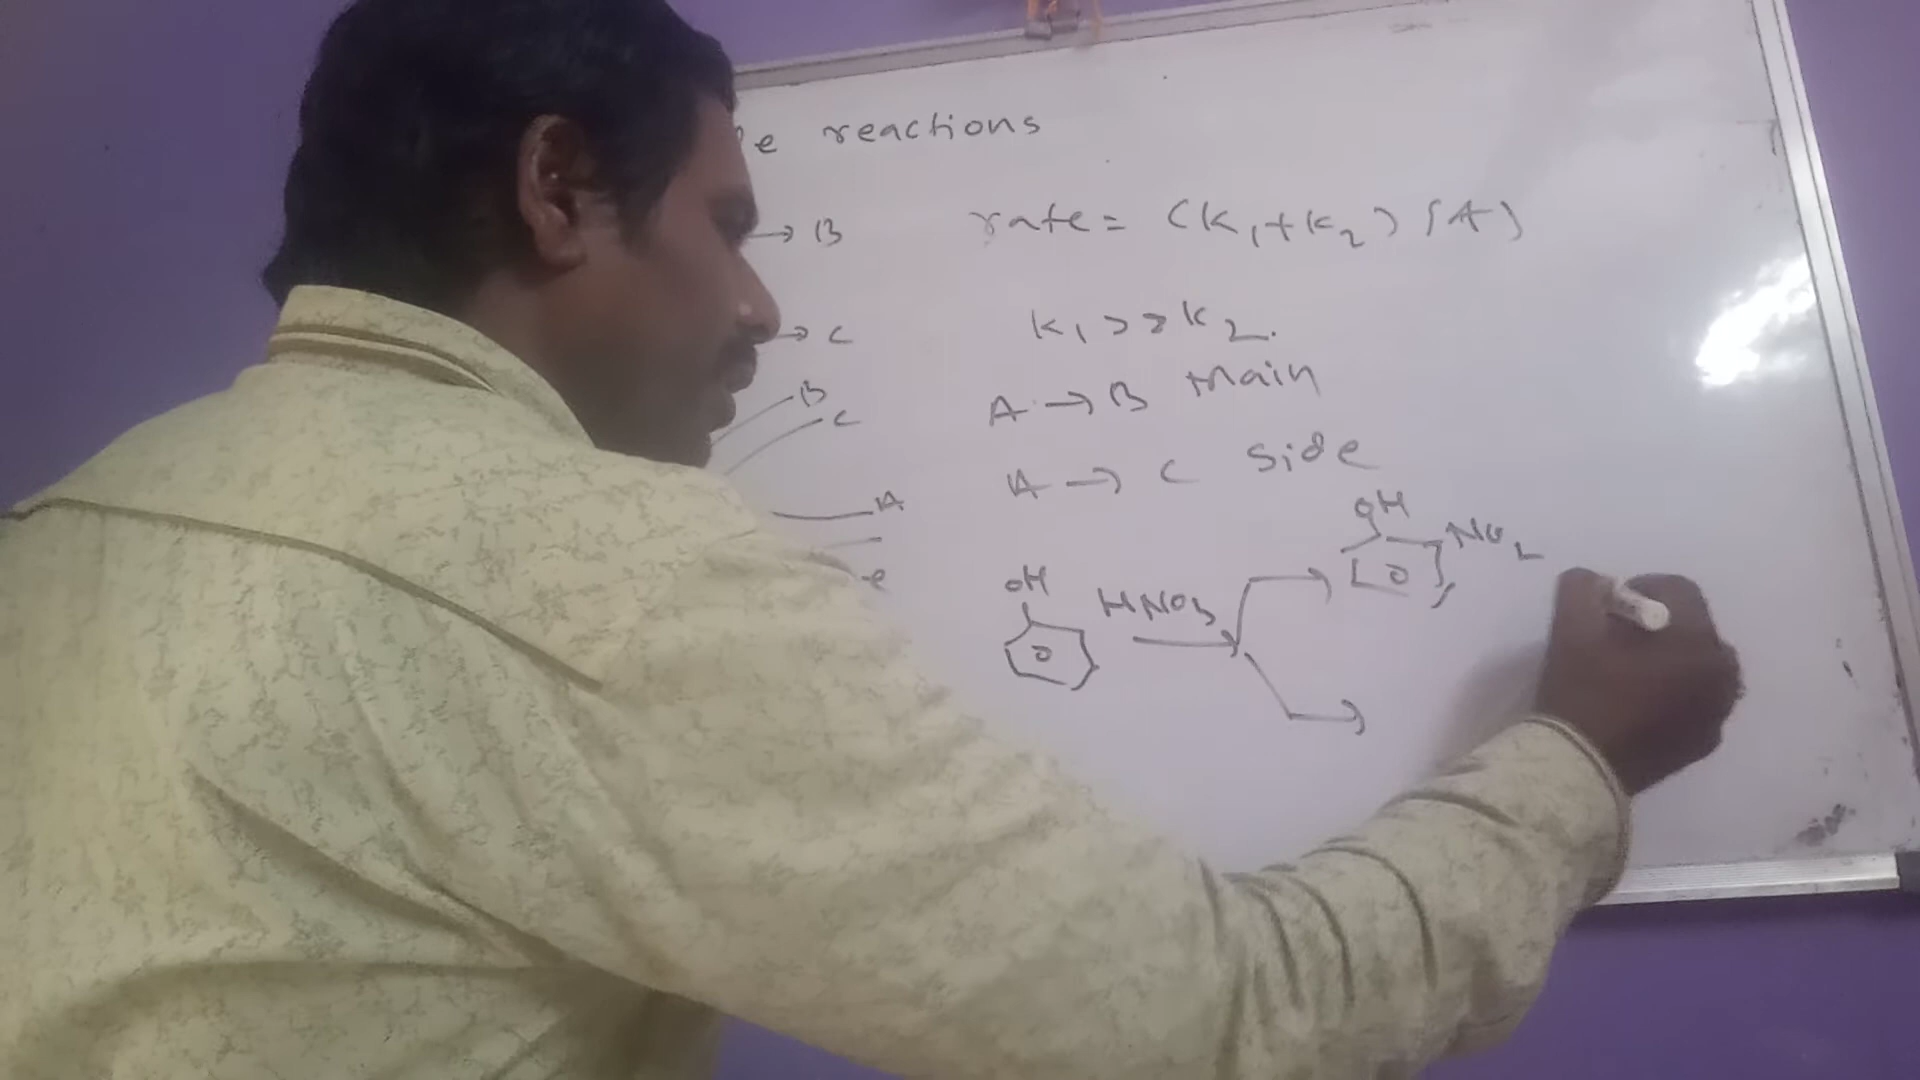 e reactions
→ B
rate = (K₁+K₂) [A]
→ C
K₁>>K₂.
B
A → B main
C
A → C side
A
OH
NO₂
e
OH
HNO₃